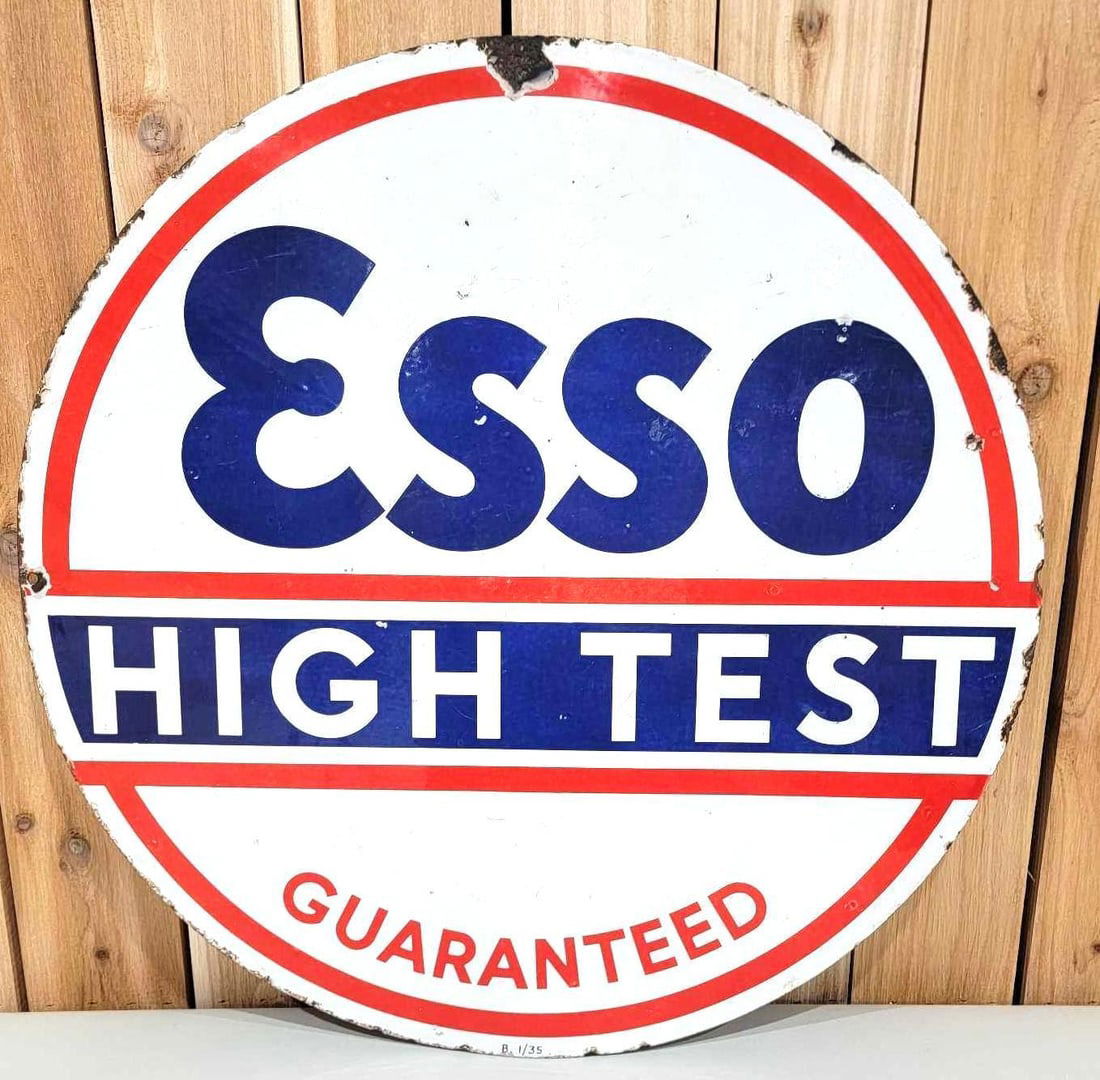 Esso
HIGH TEST
GUARANTEED
B. 1/35